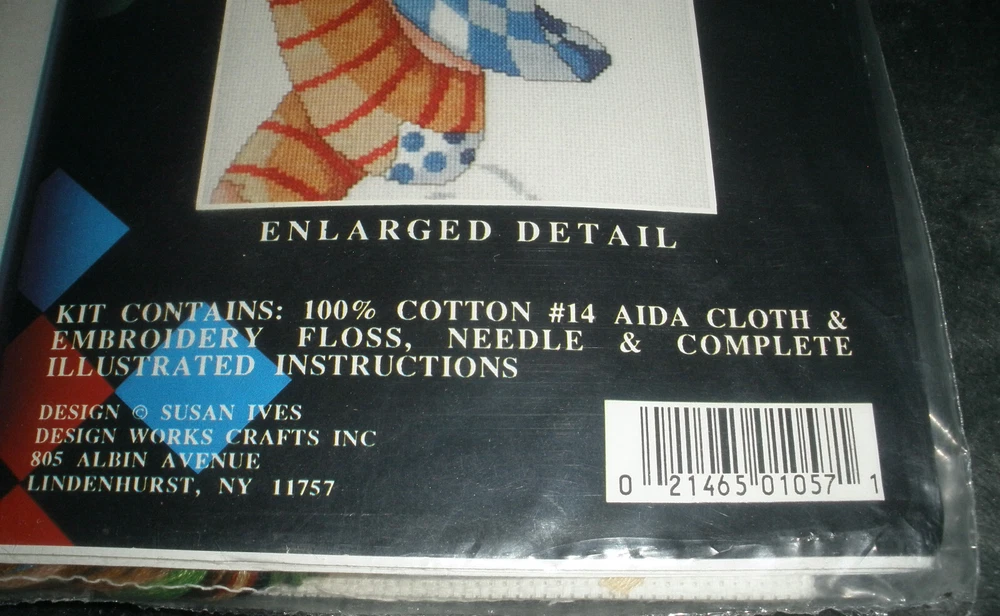 ENLARGED DETAIL
KIT CONTAINS: 100% COTTON #14 AIDA CLOTH &
EMBROIDERY FLOSS, NEEDLE & COMPLETE
ILLUSTRATED INSTRUCTIONS
DESIGN © SUSAN IVES
DESIGN WORKS CRAFTS INC
805 ALBIN AVENUE
LINDENHURST, NY 11757
0 21465 01057 1